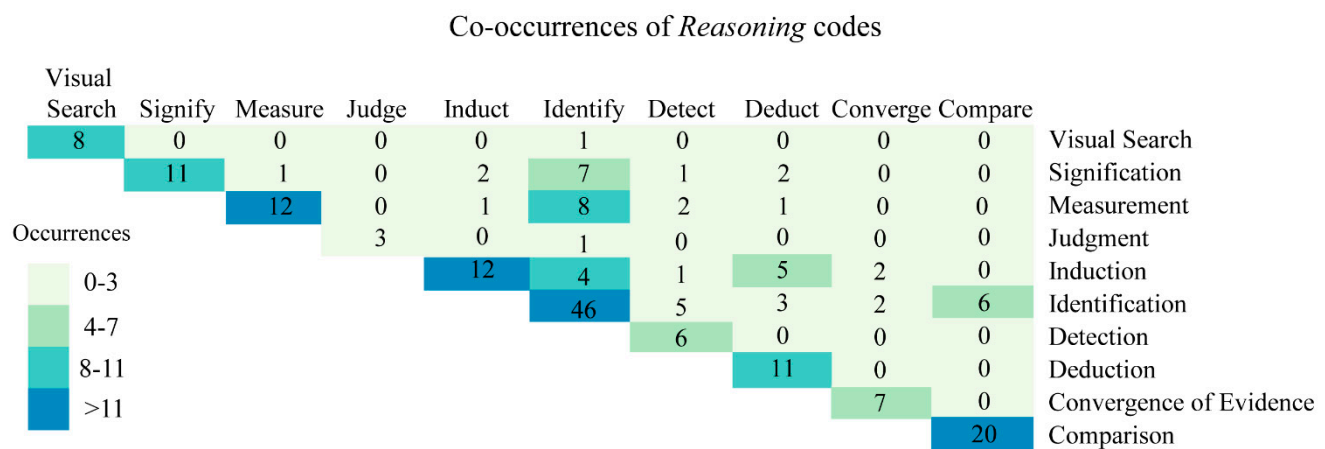 Co-occurrences of Reasoning codes
Visual
Search Signify Measure Judge Induct Identify Detect Deduct Converge Compare
8 0 0 0 0 1 0 0 0 0 Visual Search
11 1 0 2 7 1 2 0 0 Signification
12 0 1 8 2 1 0 0 Measurement
Occurrences 3 0 1 0 0 0 0 Judgment
12 4 1 5 2 0 Induction
0-3 46 5 3 2 6 Identification
4-7 6 0 0 0 Detection
8-11 11 0 0 Deduction
>11 7 0 Convergence of Evidence
20 Comparison